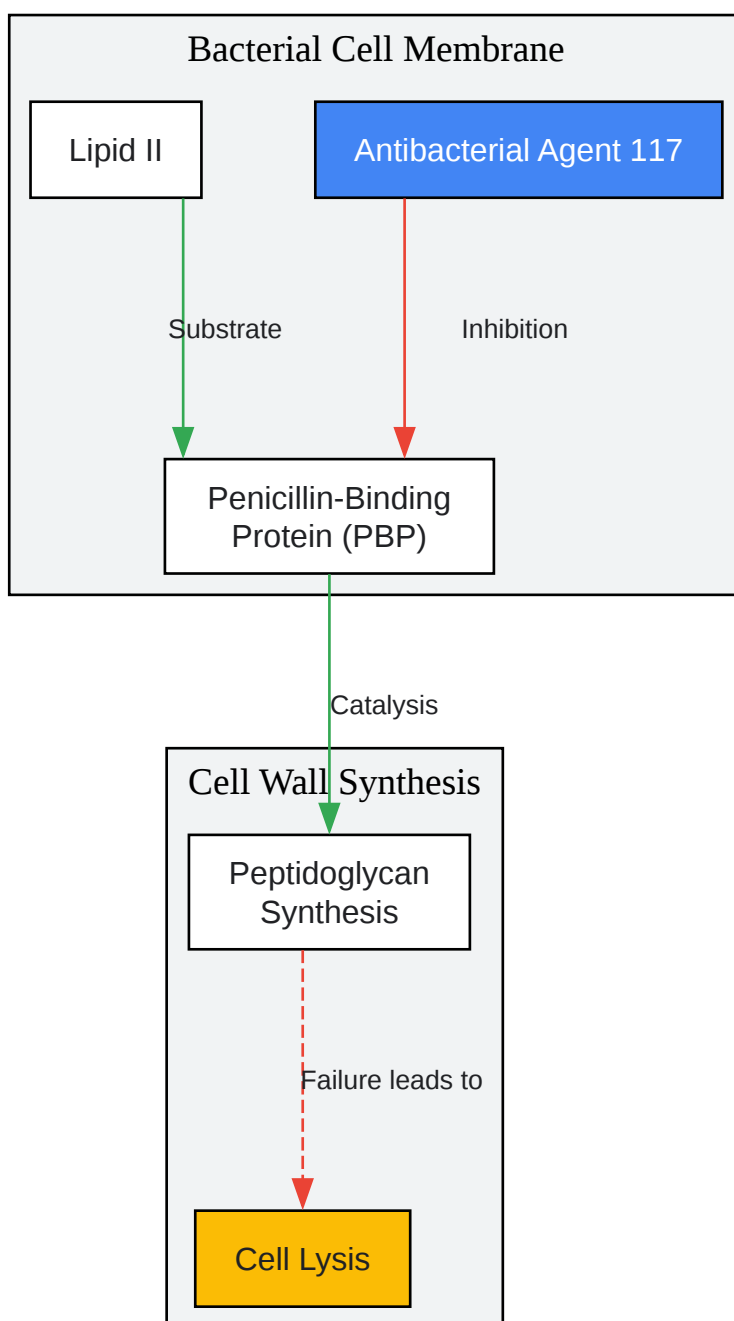 Bacterial Cell Membrane
Lipid II
Antibacterial Agent 117
Substrate
Inhibition
Penicillin-Binding
Protein (PBP)
Catalysis
Cell Wall Synthesis
Peptidoglycan
Synthesis
Failure leads to
Cell Lysis